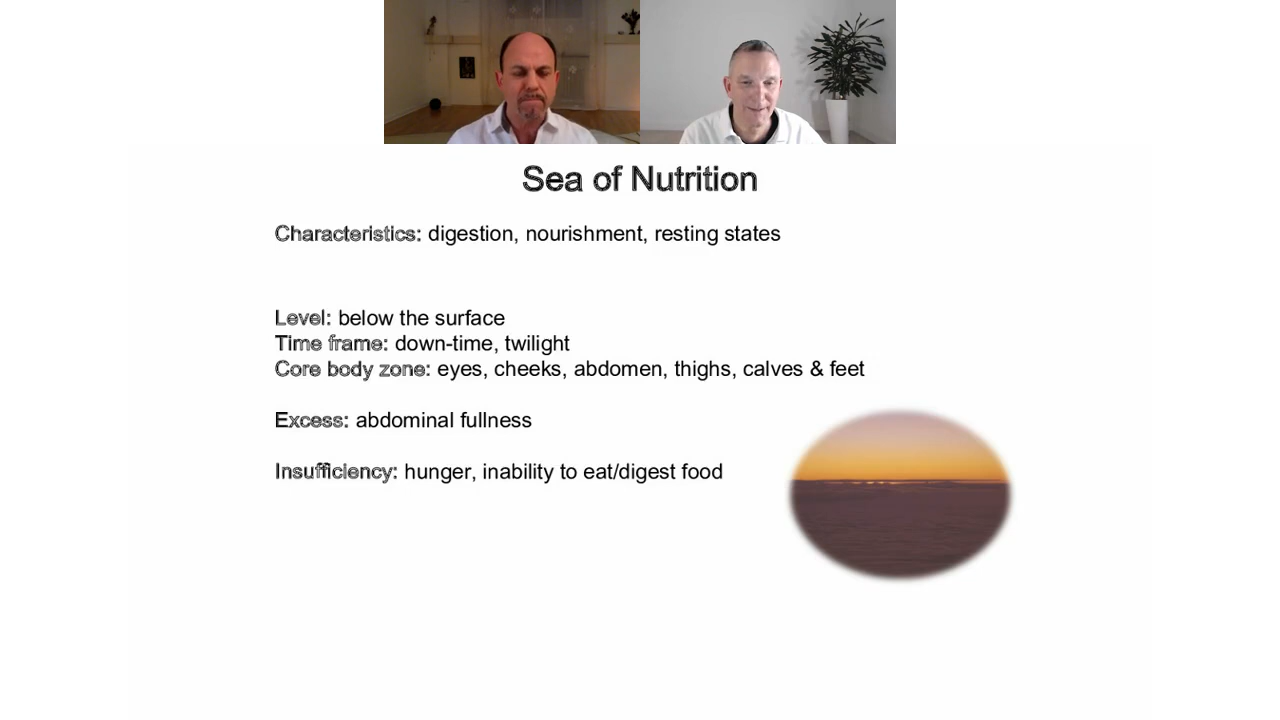 Sea of Nutrition
Characteristics: digestion, nourishment, resting states
Level: below the surface
Time frame: down-time, twilight
Core body zone: eyes, cheeks, abdomen, thighs, calves & feet
Excess: abdominal fullness
Insufficiency: hunger, inability to eat/digest food